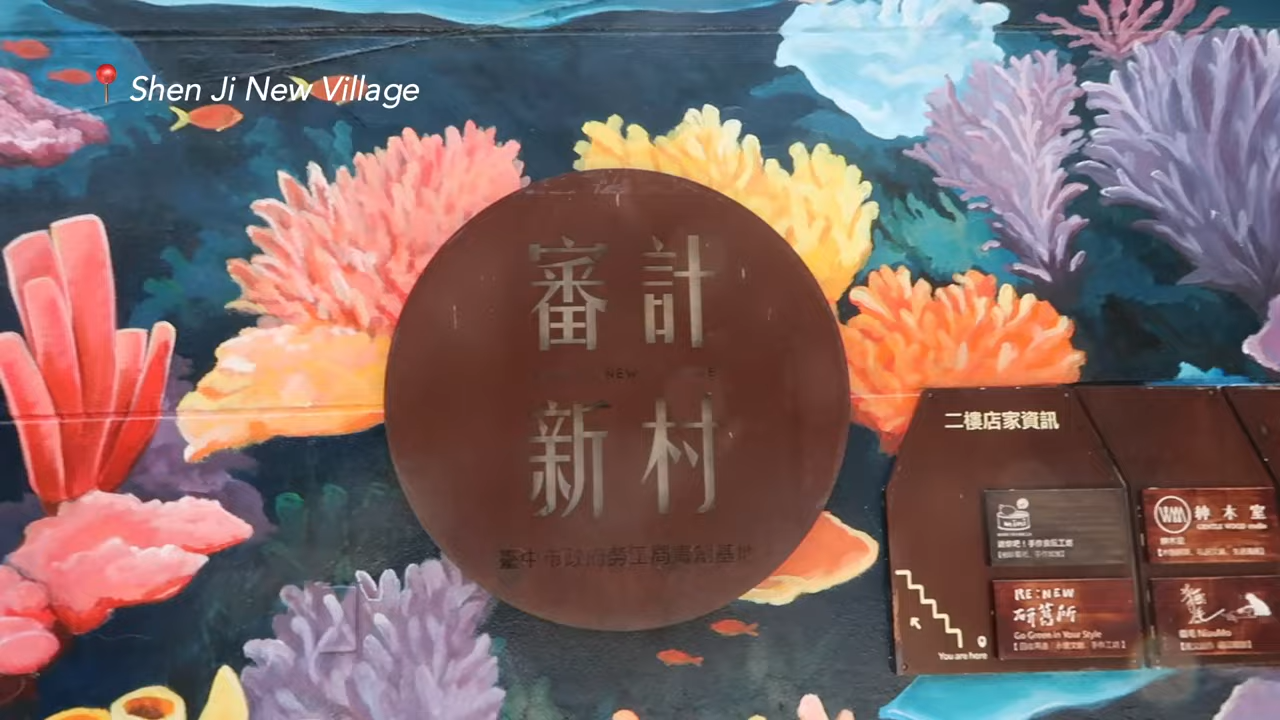 Shen Ji New Village
審計
NEW
新村
臺中市政府勞工局青創基地
二樓店家資訊
mimi
紳木室
GENTLE WOOD studio
RE:NEW
研舊所
Go Green in Your Style
You are here